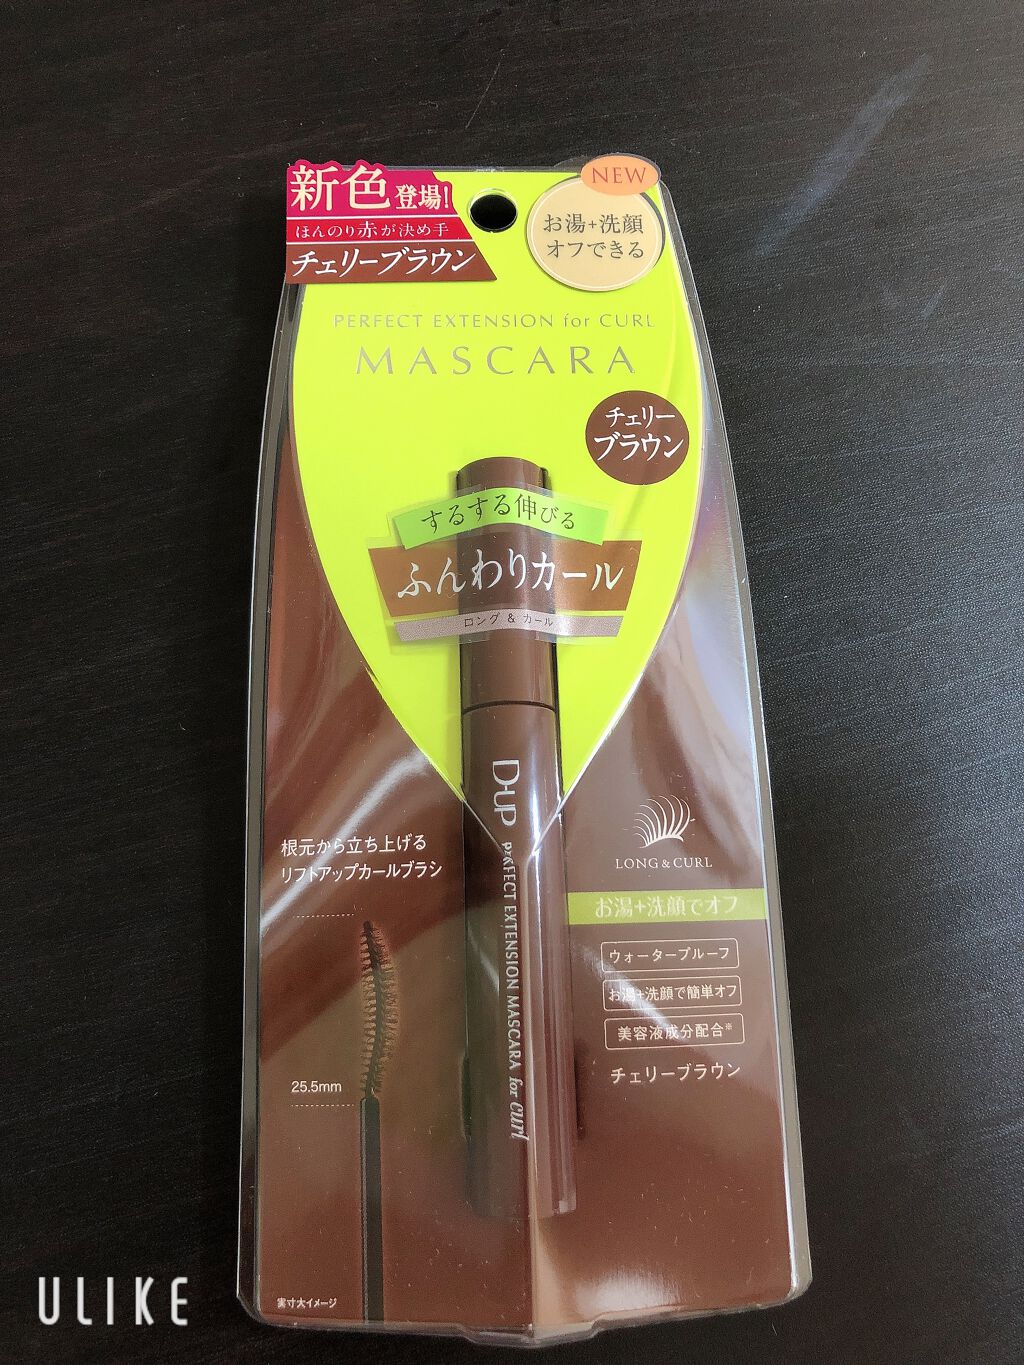 新色登場!
ほんのり赤が決め手
チェリーブラウン
NEW
お湯+洗顔
オフできる
PERFECT EXTENSION for CURL
MASCARA
チェリー
ブラウン
するする伸びる
ふんわりカール
ロング & カール
D-UP PERFECT EXTENSION MASCARA for curl
根元から立ち上げる
リフトアップカールブラシ
25.5mm
実寸大イメージ
LONG & CURL
お湯+洗顔でオフ
ウォータープルーフ
お湯+洗顔で簡単オフ
美容液成分配合※
チェリーブラウン
ULIKE